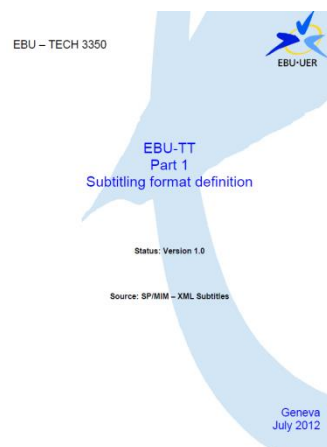 EBU – TECH 3350
EBU·UER
EBU-TT
Part 1
Subtitling format definition
Status: Version 1.0
Source: SP/MIM – XML Subtitles
Geneva
July 2012